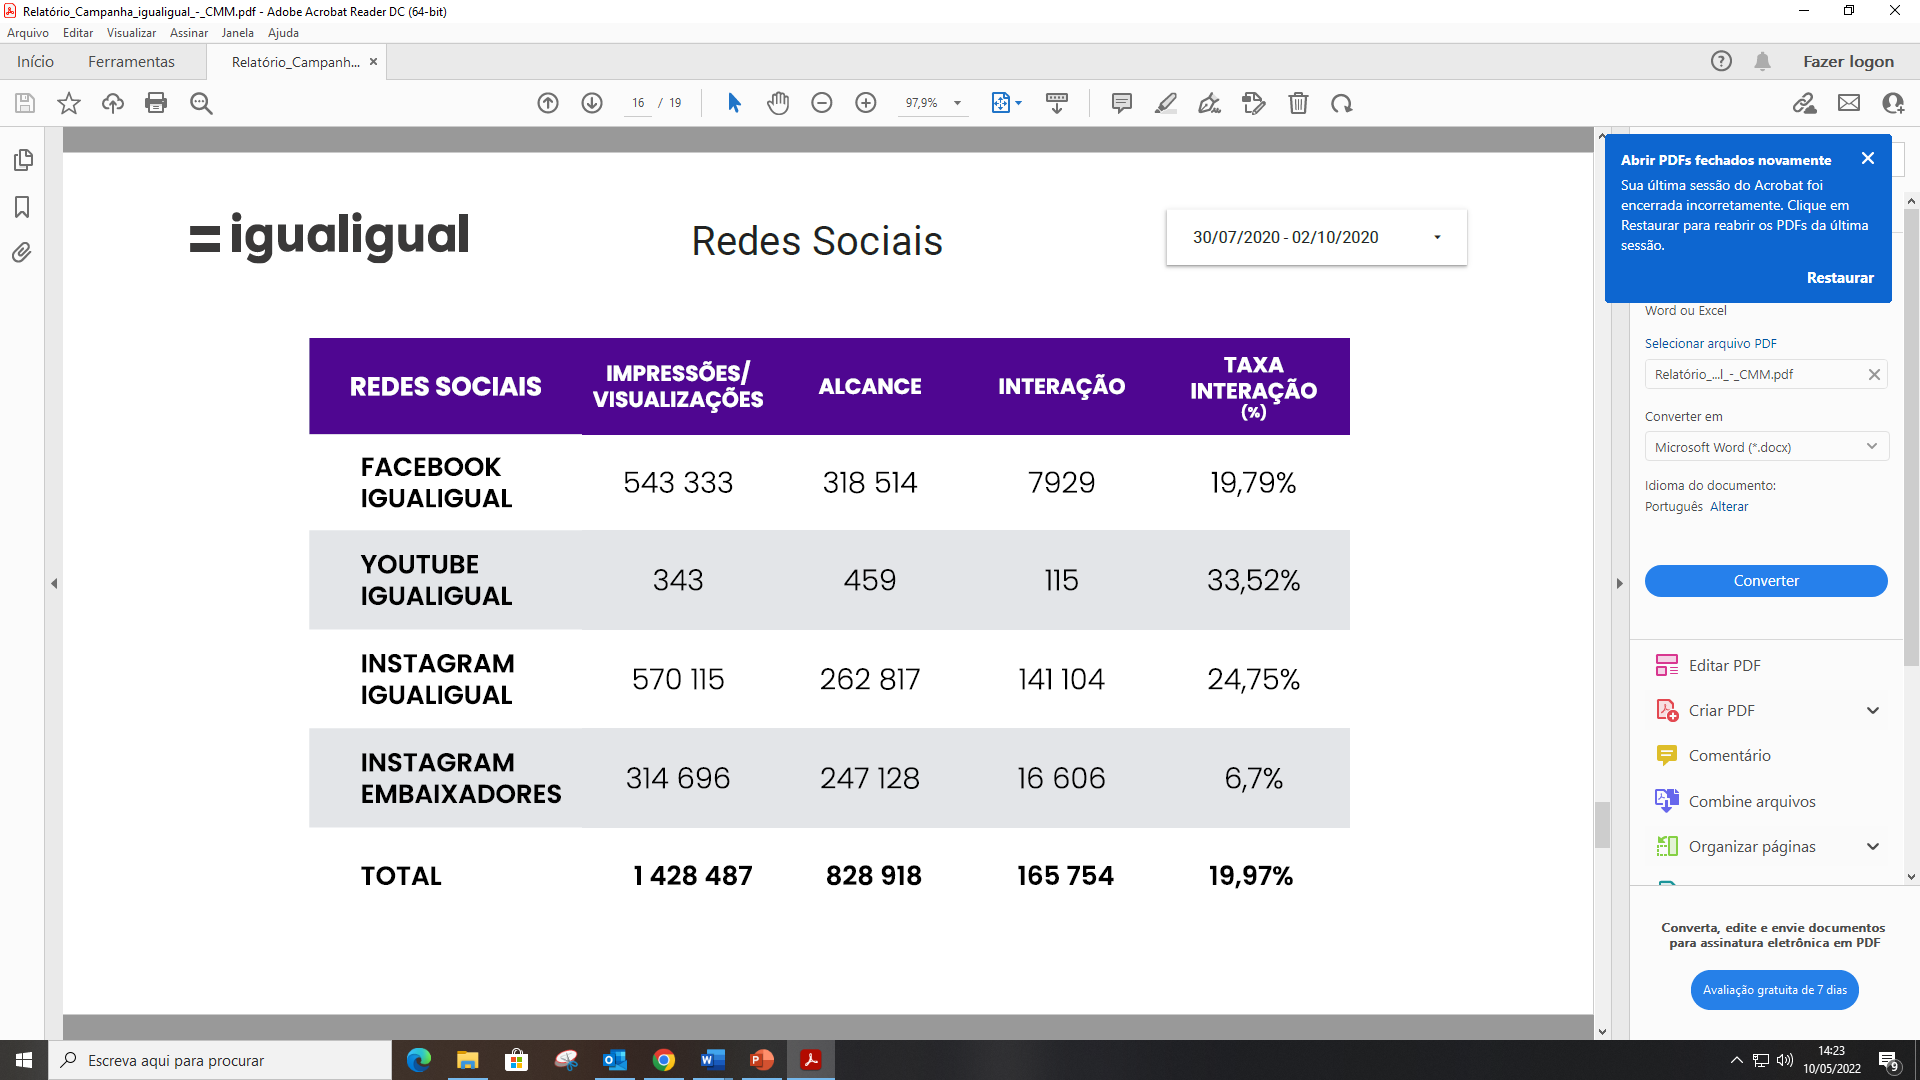 Relatório_Campanha_igualigual_-_CMM.pdf - Adobe Acrobat Reader DC (64-bit)
Arquivo Editar Visualizar Assinar Janela Ajuda
Início Ferramentas Relatório_Campanh... Fazer logon
16 / 19 97,9%
Abrir PDFs fechados novamente
Sua última sessão do Acrobat foi
encerrada incorretamente. Clique em
Restaurar para reabrir os PDFs da última
sessão.
Restaurar
= igualigual
Redes Sociais
30/07/2020 - 02/10/2020
REDES SOCIAIS IMPRESSÕES/ VISUALIZAÇÕES ALCANCE INTERAÇÃO TAXA INTERAÇÃO (%)
FACEBOOK IGUALIGUAL 543 333 318 514 7929 19,79%
YOUTUBE IGUALIGUAL 343 459 115 33,52%
INSTAGRAM IGUALIGUAL 570 115 262 817 141 104 24,75%
INSTAGRAM EMBAIXADORES 314 696 247 128 16 606 6,7%
TOTAL 1 428 487 828 918 165 754 19,97%
Word ou Excel
Selecionar arquivo PDF
Relatório_...l_-_CMM.pdf
Converter em
Microsoft Word (*.docx)
Idioma do documento:
Português Alterar
Converter
Editar PDF
Criar PDF
Comentário
Combine arquivos
Organizar páginas
Converta, edite e envie documentos
para assinatura eletrônica em PDF
Avaliação gratuita de 7 dias
Escreva aqui para procurar
14:23
10/05/2022
9